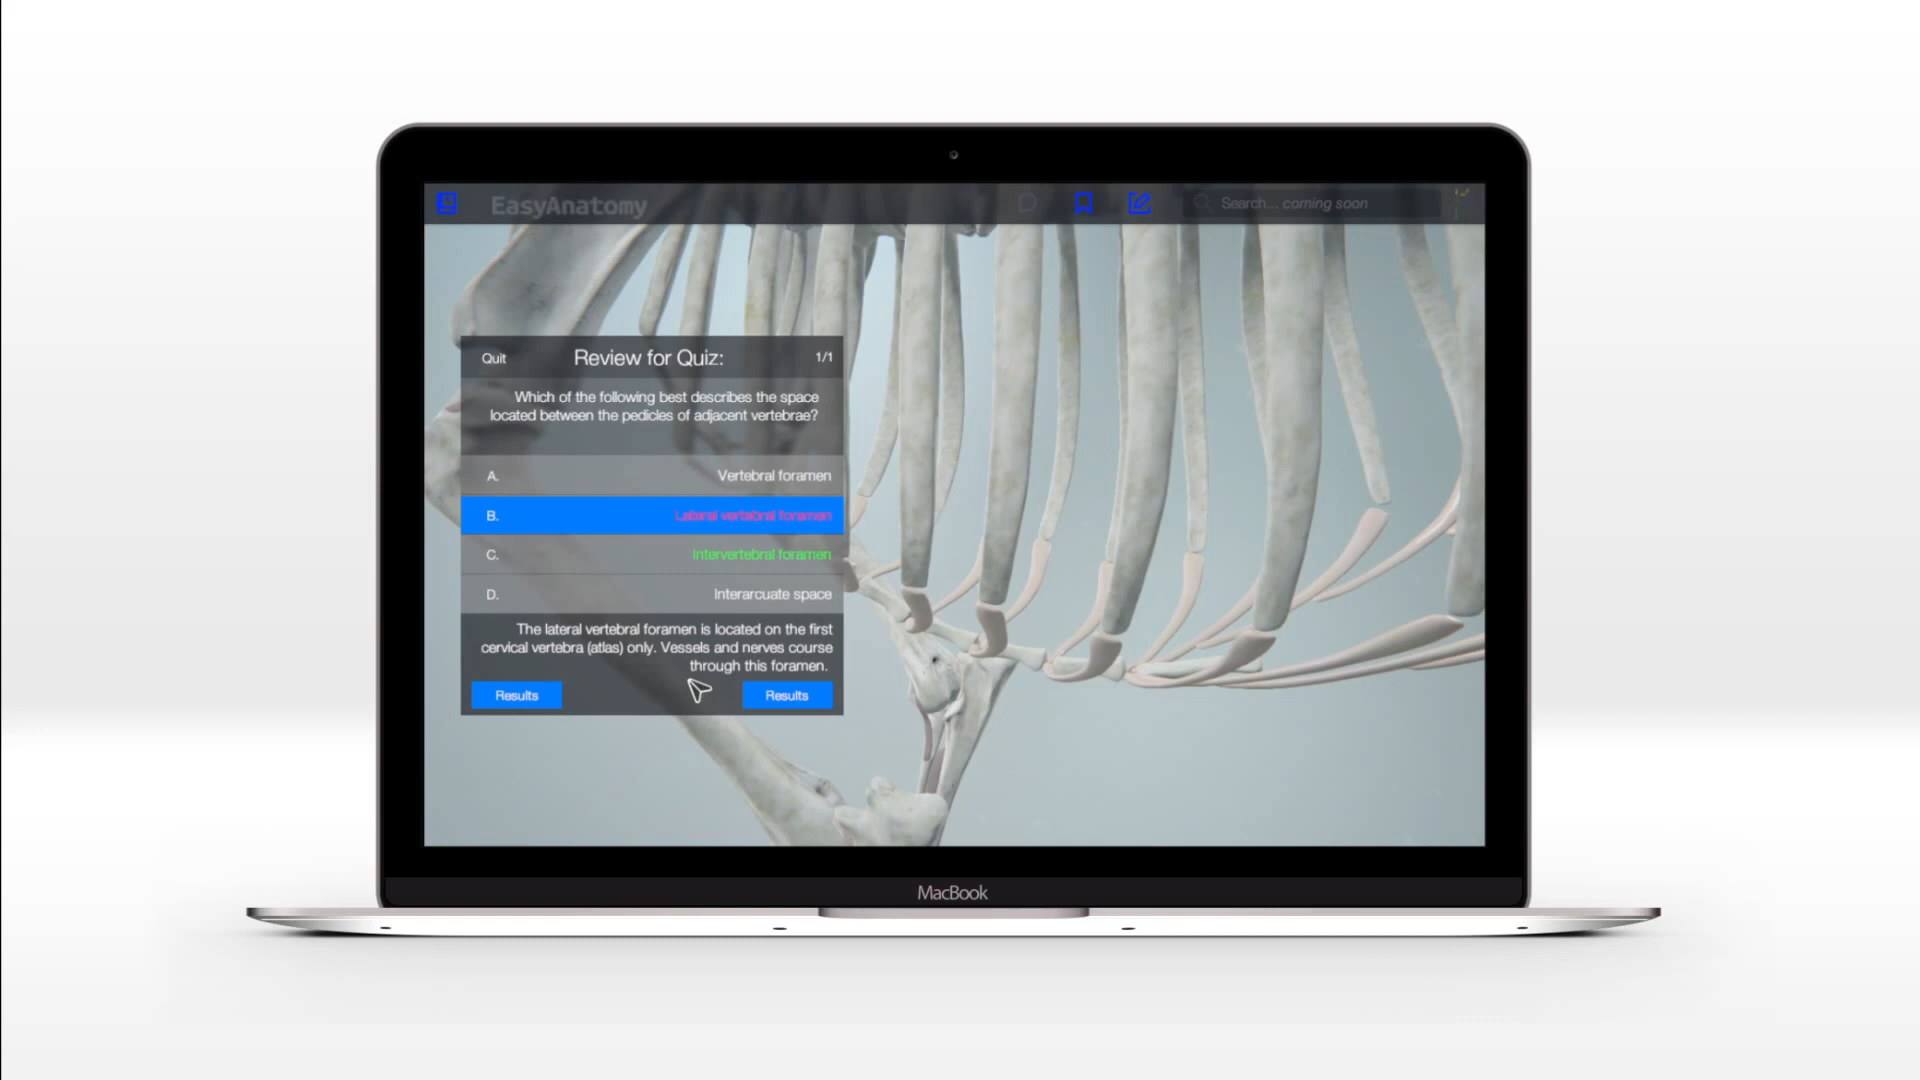 EasyAnatomy
Search... coming soon
Quit
Review for Quiz:
1/1
Which of the following best describes the space
located between the pedicles of adjacent vertebrae?
A.
Vertebral foramen
B.
Lateral vertebral foramen
C.
Intervertebral foramen
D.
Interarcuate space
The lateral vertebral foramen is located on the first
cervical vertebra (atlas) only. Vessels and nerves course
through this foramen.
Results
Results
MacBook